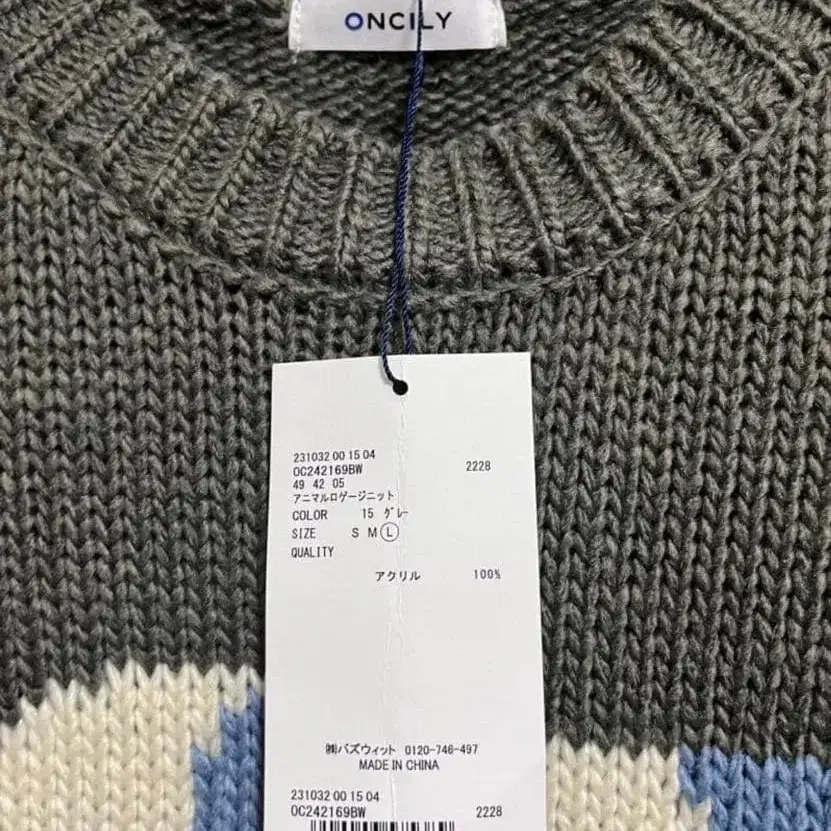 ONCILY
231032 00 15 04
OC242169BW 2228
49 42 05
アニマルロゲージニット
COLOR 15 グレー
SIZE S M L
QUALITY
アクリル 100%
㈱バズウィット 0120-746-497
MADE IN CHINA
231032 00 15 04
OC242169BW 2228